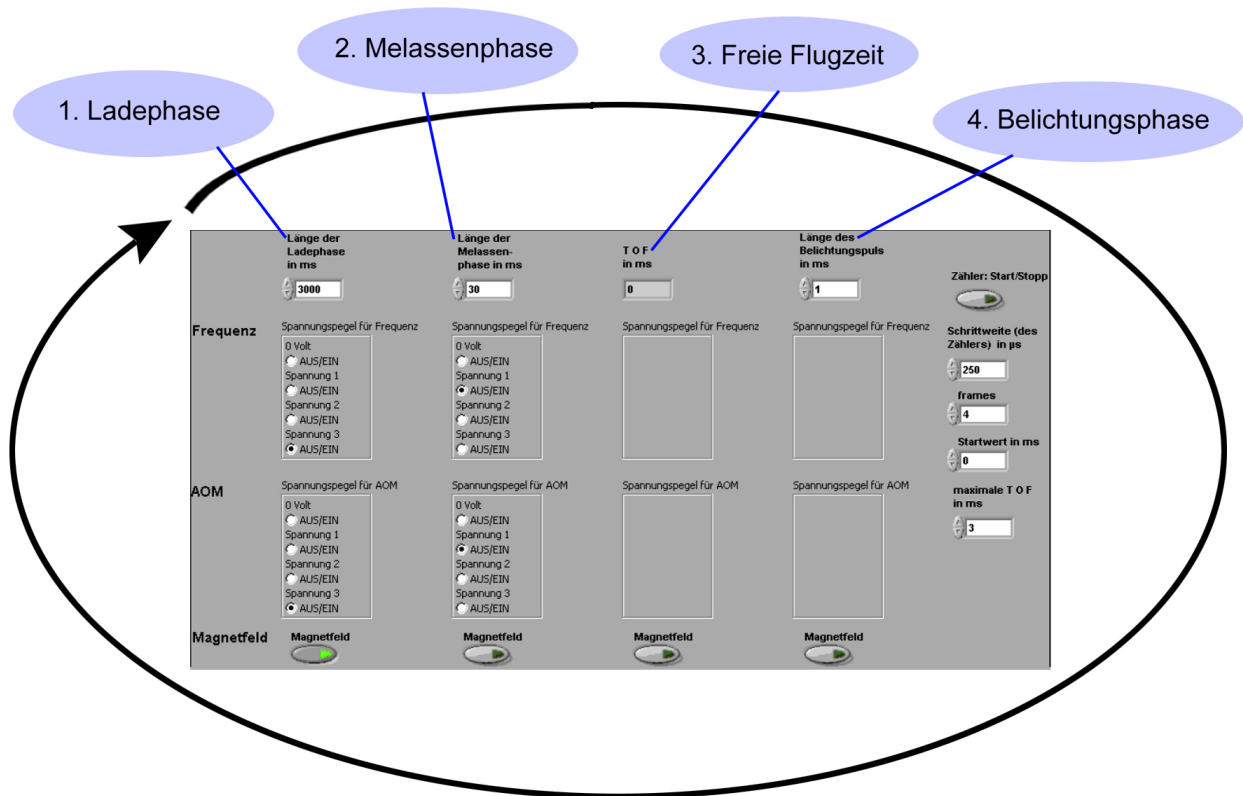 1. Ladephase
2. Melassenphase
3. Freie Flugzeit
4. Belichtungsphase
Länge der
Ladephase
in ms
3000
Länge der
Melassen-
phase in ms
30
T O F
in ms
0
Länge des
Belichtungspuls
in ms
1
Zähler: Start/Stopp
Frequenz
Spannungspegel für Frequenz
0 Volt
AUS/EIN
Spannung 1
AUS/EIN
Spannung 2
AUS/EIN
Spannung 3
AUS/EIN
Spannungspegel für Frequenz
0 Volt
AUS/EIN
Spannung 1
AUS/EIN
Spannung 2
AUS/EIN
Spannung 3
AUS/EIN
Spannungspegel für Frequenz
Spannungspegel für Frequenz
Schrittweite (des
Zählers) in µs
250
frames
4
Startwert in ms
0
maximale T O F
in ms
3
AOM
Spannungspegel für AOM
0 Volt
AUS/EIN
Spannung 1
AUS/EIN
Spannung 2
AUS/EIN
Spannung 3
AUS/EIN
Spannungspegel für AOM
0 Volt
AUS/EIN
Spannung 1
AUS/EIN
Spannung 2
AUS/EIN
Spannung 3
AUS/EIN
Spannungspegel für AOM
Spannungspegel für AOM
Magnetfeld
Magnetfeld
Magnetfeld
Magnetfeld
Magnetfeld